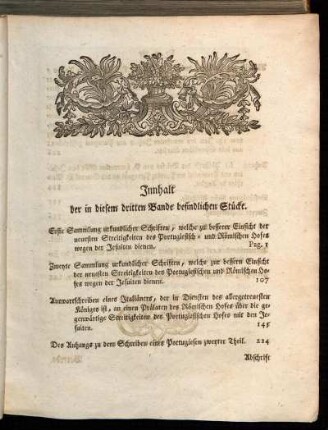 Innhalt
der in diesem dritten Bande befindlichen Stücke.
Erste Sammlung urkundlicher Schriften, welche zu besserer Einsicht der
neuesten Streitigkeiten des Portugiesisch- und Römischen Hofes
wegen der Jesuiten dienen. Pag. 1
Zweyte Sammlung urkundlicher Schriften, welche zur bessern Einsicht
der neuesten Streitigkeiten des Portugiesischen und Römischen Ho-
fes wegen der Jesuiten dienen. 107
Antwortschreiben eines Italiäners, der in Diensten des allergetreuesten
Königes ist, an einen Prälaten des Römischen Hofes über die ge-
genwärtige Streitigkeiten des Portugiesischen Hofes mit den Je-
suiten. 145
Des Anhangs zu dem Schreiben eines Portugiesen zweyter Theil. 224
Abschrift